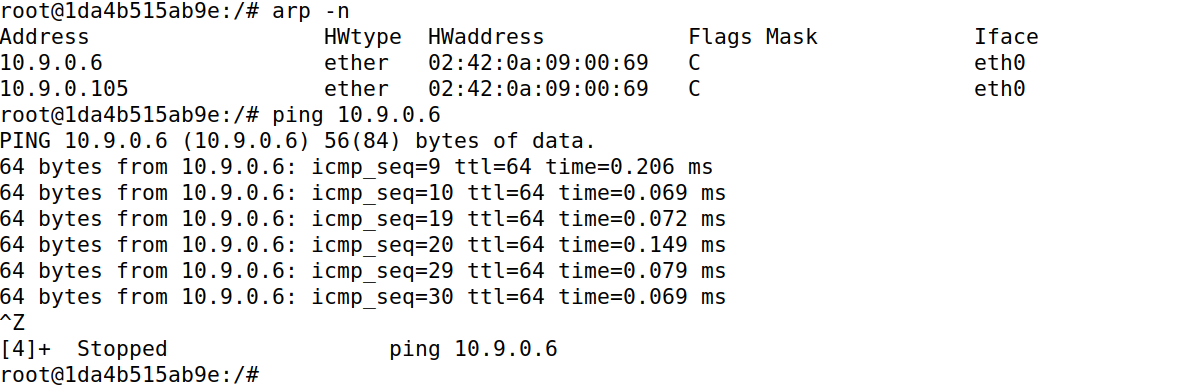 root@1da4b515ab9e:/# arp -n
Address                  HWtype  HWaddress           Flags Mask            Iface
10.9.0.6                 ether   02:42:0a:09:00:69   C                     eth0
10.9.0.105               ether   02:42:0a:09:00:69   C                     eth0
root@1da4b515ab9e:/# ping 10.9.0.6
PING 10.9.0.6 (10.9.0.6) 56(84) bytes of data.
64 bytes from 10.9.0.6: icmp_seq=9 ttl=64 time=0.206 ms
64 bytes from 10.9.0.6: icmp_seq=10 ttl=64 time=0.069 ms
64 bytes from 10.9.0.6: icmp_seq=19 ttl=64 time=0.072 ms
64 bytes from 10.9.0.6: icmp_seq=20 ttl=64 time=0.149 ms
64 bytes from 10.9.0.6: icmp_seq=29 ttl=64 time=0.079 ms
64 bytes from 10.9.0.6: icmp_seq=30 ttl=64 time=0.069 ms
^Z
[4]+  Stopped                 ping 10.9.0.6
root@1da4b515ab9e:/#